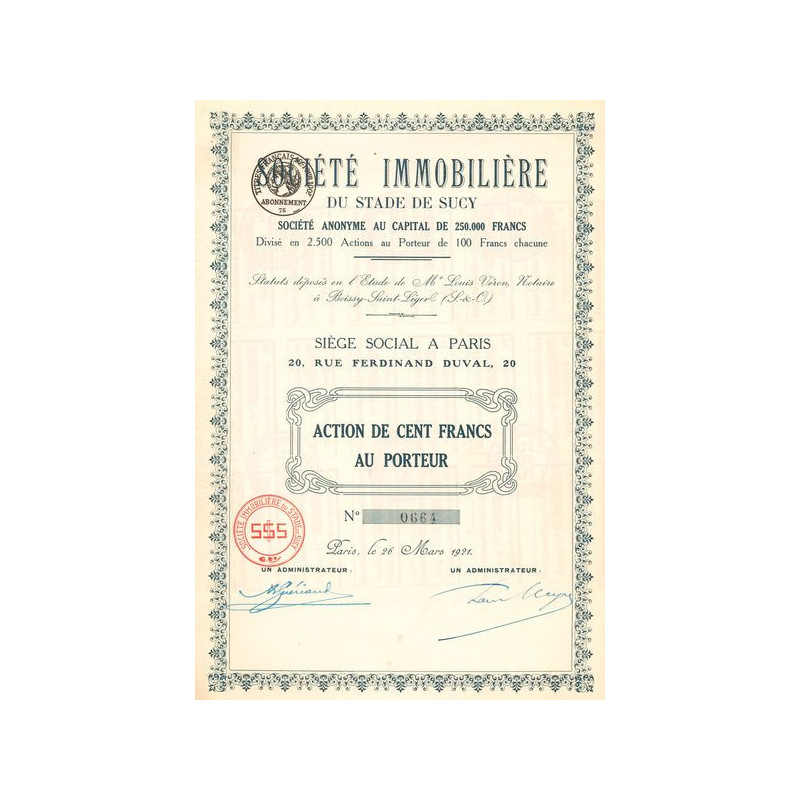 SOCIÉTÉ IMMOBILIÈRE
DU STADE DE SUCY
SOCIÉTÉ ANONYME AU CAPITAL DE 250.000 FRANCS
Divisé en 2.500 Actions au Porteur de 100 Francs chacune
Statuts déposés en l'Etude de Me Louis Véron, Notaire
à Boissy-Saint-Léger (S.-&-O.)
SIÈGE SOCIAL A PARIS
20, RUE FERDINAND DUVAL, 20
ACTION DE CENT FRANCS
AU PORTEUR
No 0664
SOCIÉTÉ IMMOBILIÈRE DU STADE DE SUCY
SSS
Paris, le 26 Mars 1921.
UN ADMINISTRATEUR: UN ADMINISTRATEUR:
ABONNEMENT